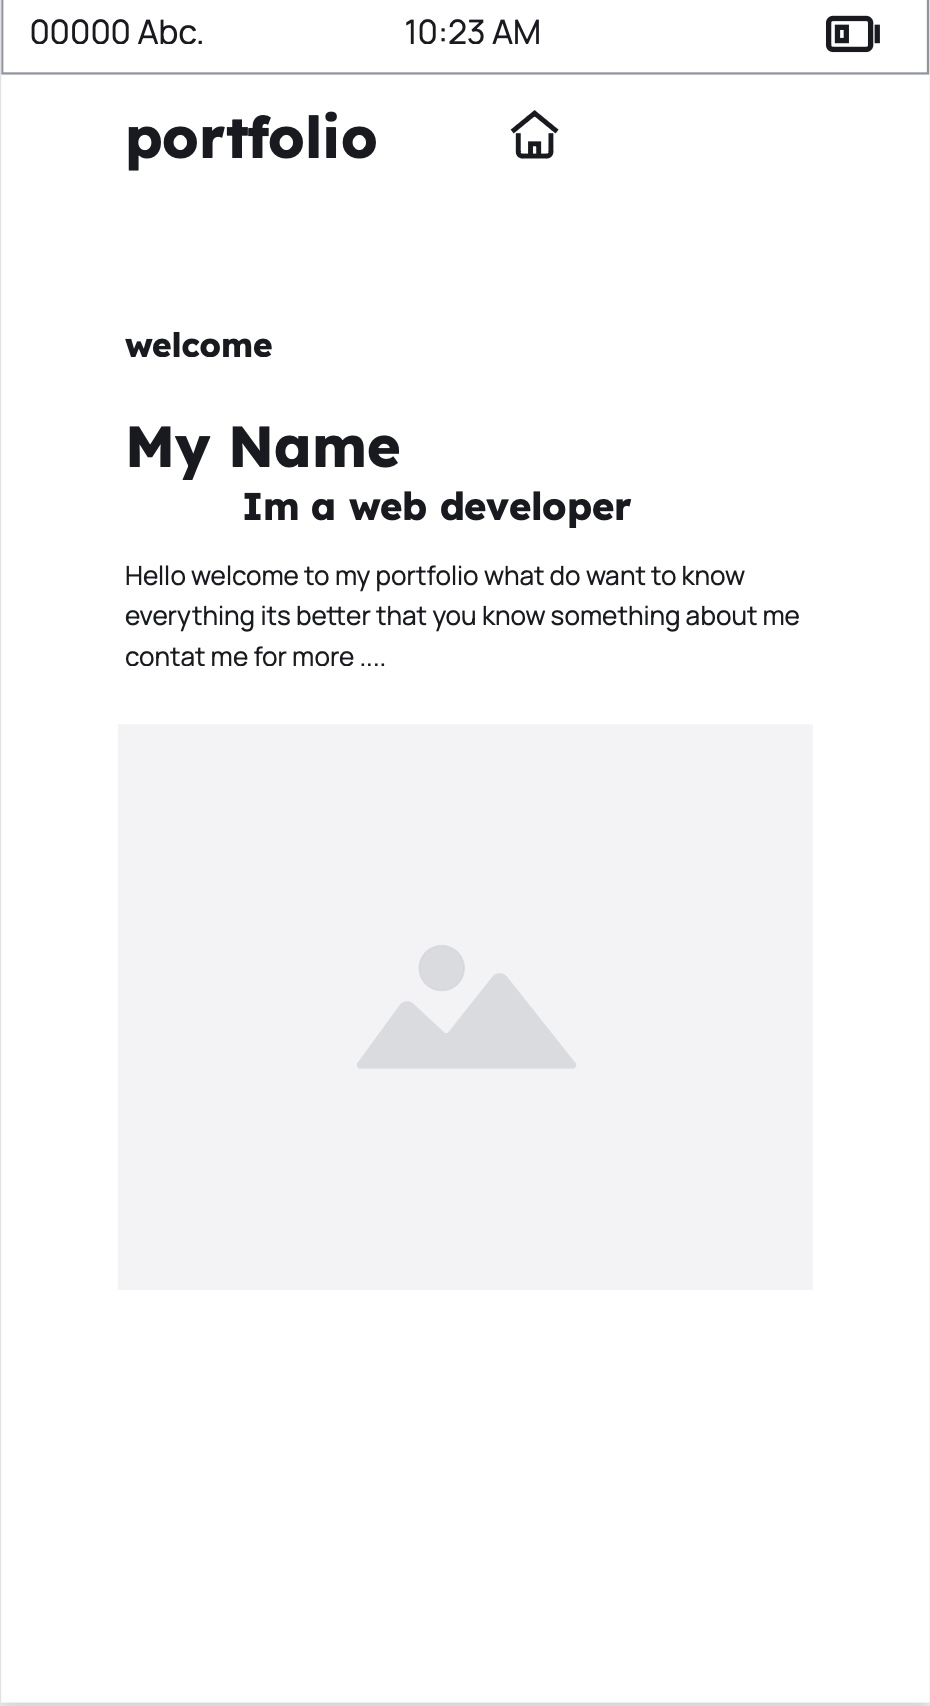 00000 Abc.
10:23 AM
portfolio
welcome
My Name
Im a web developer
Hello welcome to my portfolio what do want to know
everything its better that you know something about me
contat me for more ....